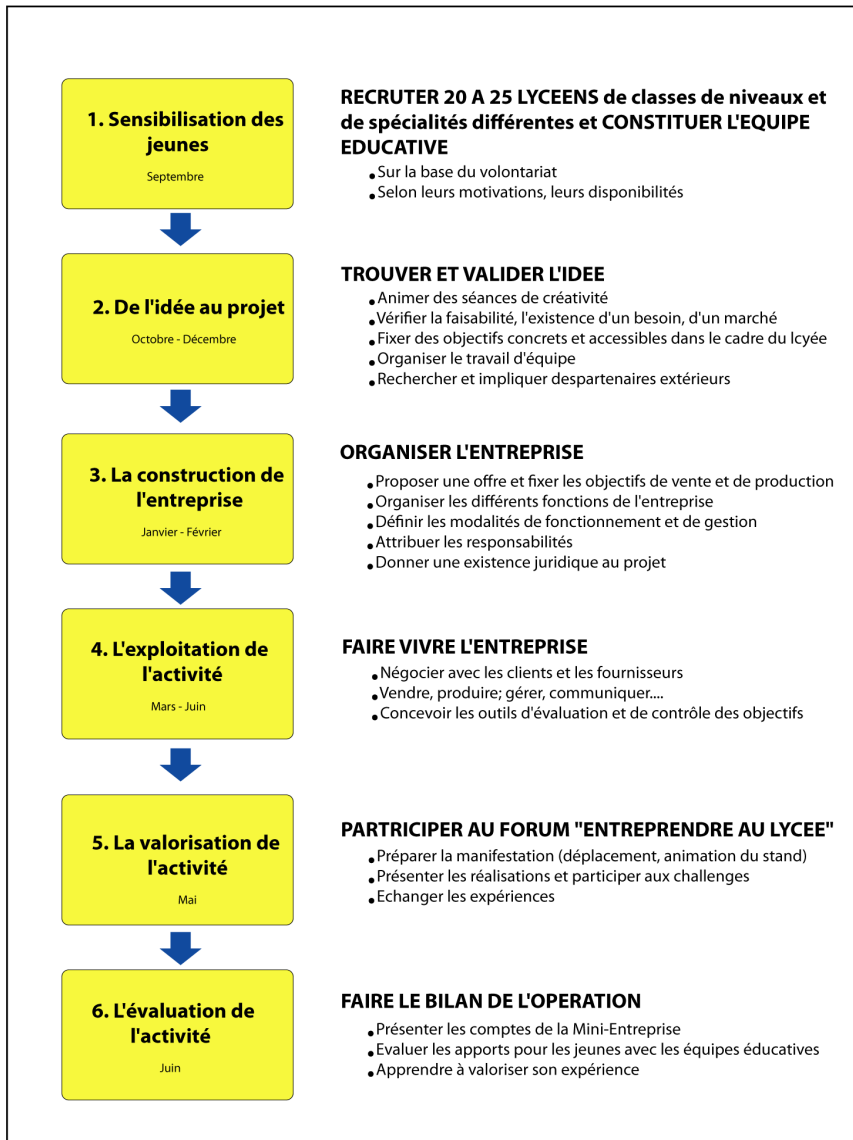 1. Sensibilisation des
jeunes
Septembre
RECRUTER 20 A 25 LYCEENS de classes de niveaux et
de spécialités différentes et CONSTITUER L'EQUIPE
EDUCATIVE
• Sur la base du volontariat
• Selon leurs motivations, leurs disponibilités
2. De l'idée au projet
Octobre - Décembre
TROUVER ET VALIDER L'IDEE
• Animer des séances de créativité
• Vérifier la faisabilité, l'existence d'un besoin, d'un marché
• Fixer des objectifs concrets et accessibles dans le cadre du lcyée
• Organiser le travail d'équipe
• Rechercher et impliquer despartenaires extérieurs
3. La construction de
l'entreprise
Janvier - Février
ORGANISER L'ENTREPRISE
• Proposer une offre et fixer les objectifs de vente et de production
• Organiser les différents fonctions de l'entreprise
• Définir les modalités de fonctionnement et de gestion
• Attribuer les responsabilités
• Donner une existence juridique au projet
4. L'exploitation de
l'activité
Mars - Juin
FAIRE VIVRE L'ENTREPRISE
• Négocier avec les clients et les fournisseurs
• Vendre, produire; gérer, communiquer....
• Concevoir les outils d'évaluation et de contrôle des objectifs
5. La valorisation de
l'activité
Mai
PARTRICIPER AU FORUM "ENTREPRENDRE AU LYCEE"
• Préparer la manifestation (déplacement, animation du stand)
• Présenter les réalisations et participer aux challenges
• Echanger les expériences
6. L'évaluation de
l'activité
Juin
FAIRE LE BILAN DE L'OPERATION
• Présenter les comptes de la Mini-Entreprise
• Evaluer les apports pour les jeunes avec les équipes éducatives
• Apprendre à valoriser son expérience